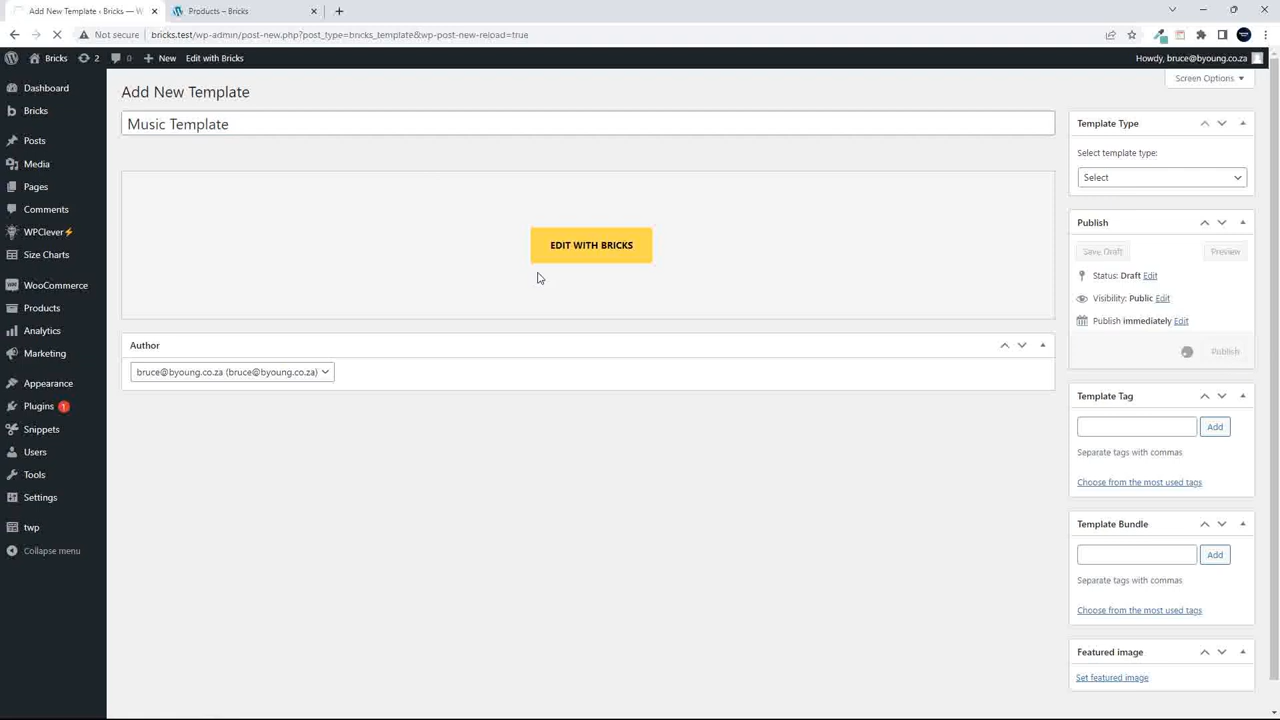 Add New Template ‹ Bricks — Wor
Products – Bricks
Not secure
bricks.test/wp-admin/post-new.php?post_type=bricks_template&wp-post-new-reload=true
Bricks
2
0
New
Edit with Bricks
Howdy, bruce@byoung.co.za
Screen Options
Dashboard
Bricks
Posts
Media
Pages
Comments
WPClever⚡
Size Charts
WooCommerce
Products
Analytics
Marketing
Appearance
Plugins 1
Snippets
Users
Tools
Settings
twp
Collapse menu
Add New Template
Music Template
EDIT WITH BRICKS
Author
bruce@byoung.co.za (bruce@byoung.co.za)
Template Type
Select template type:
Select
Publish
Save Draft
Preview
Status: Draft Edit
Visibility: Public Edit
Publish immediately Edit
Publish
Template Tag
Add
Separate tags with commas
Choose from the most used tags
Template Bundle
Add
Separate tags with commas
Choose from the most used tags
Featured image
Set featured image